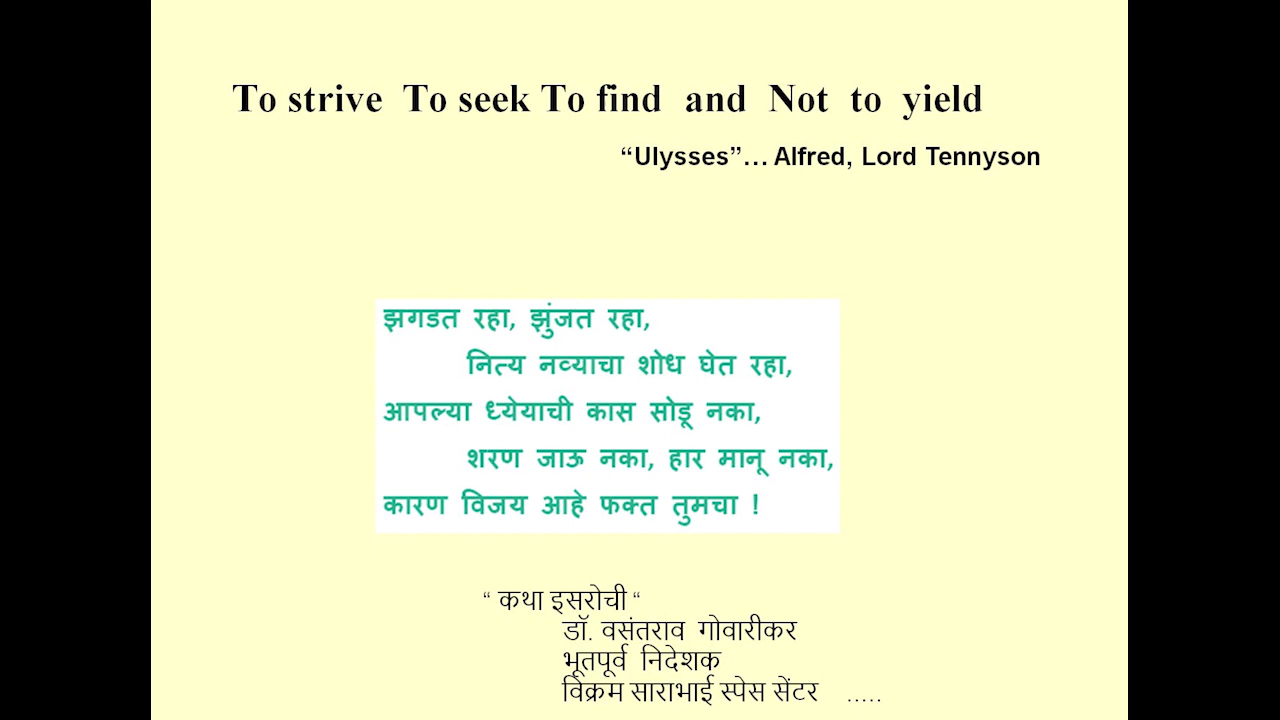 To strive To seek To find and Not to yield
“Ulysses”... Alfred, Lord Tennyson
झगडत रहा, झुंजत रहा,
नित्य नव्याचा शोध घेत रहा,
आपल्या ध्येयाची कास सोडू नका,
शरण जाऊ नका, हार मानू नका,
कारण विजय आहे फक्त तुमचा !
“ कथा इसरोची “
डॉ. वसंतराव गोवारीकर
भूतपूर्व निदेशक
विक्रम साराभाई स्पेस सेंटर .....